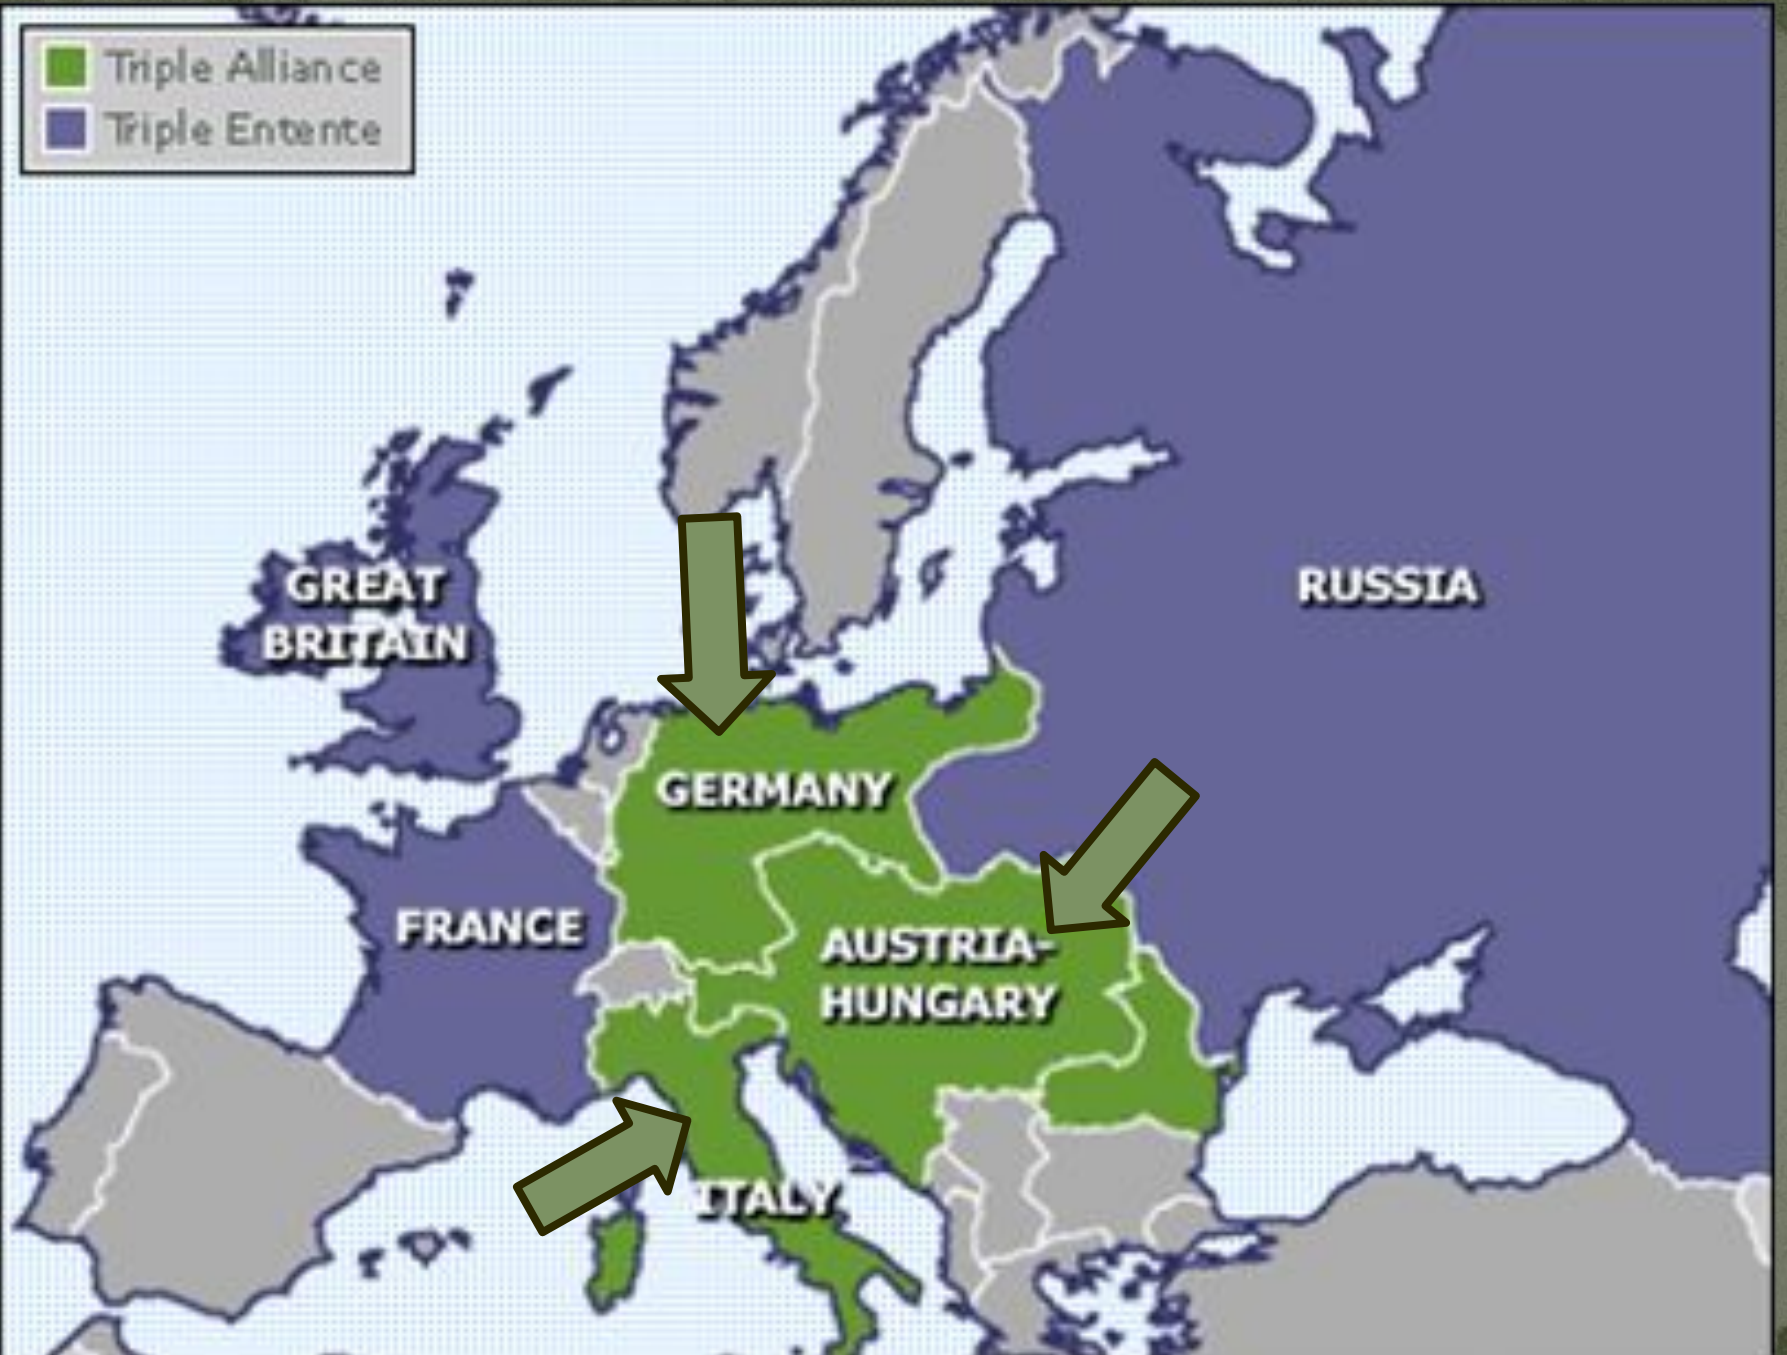 Triple Alliance
Triple Entente
GREAT
BRITAIN
RUSSIA
GERMANY
FRANCE
AUSTRIA-
HUNGARY
ITALY